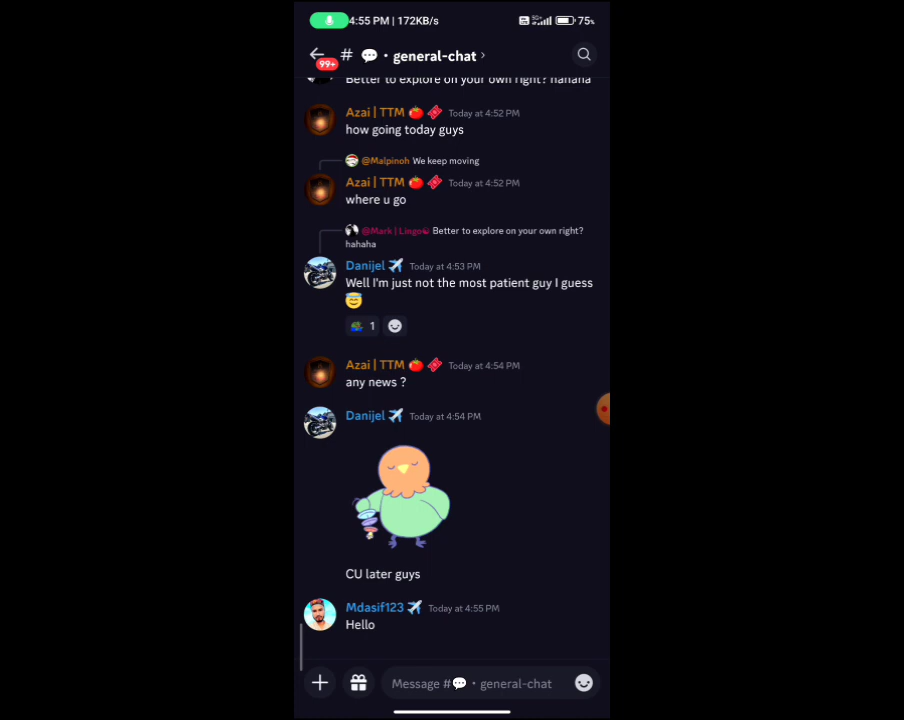 4:55 PM | 172KB/s 5G+ 75%
99+ # 💬 • general-chat ›
Better to explore on your own right? hahaha
Azai | TTM 🍅 🎟️ Today at 4:52 PM
how going today guys
@Malpinoh We keep moving
Azai | TTM 🍅 🎟️ Today at 4:52 PM
where u go
@Mark | Lingo Better to explore on your own right?
hahaha
Danijel ✈️ Today at 4:53 PM
Well I'm just not the most patient guy I guess
😇
1
Azai | TTM 🍅 🎟️ Today at 4:54 PM
any news ?
Danijel ✈️ Today at 4:54 PM
CU later guys
Mdasif123 ✈️ Today at 4:55 PM
Hello
Message #💬 • general-chat